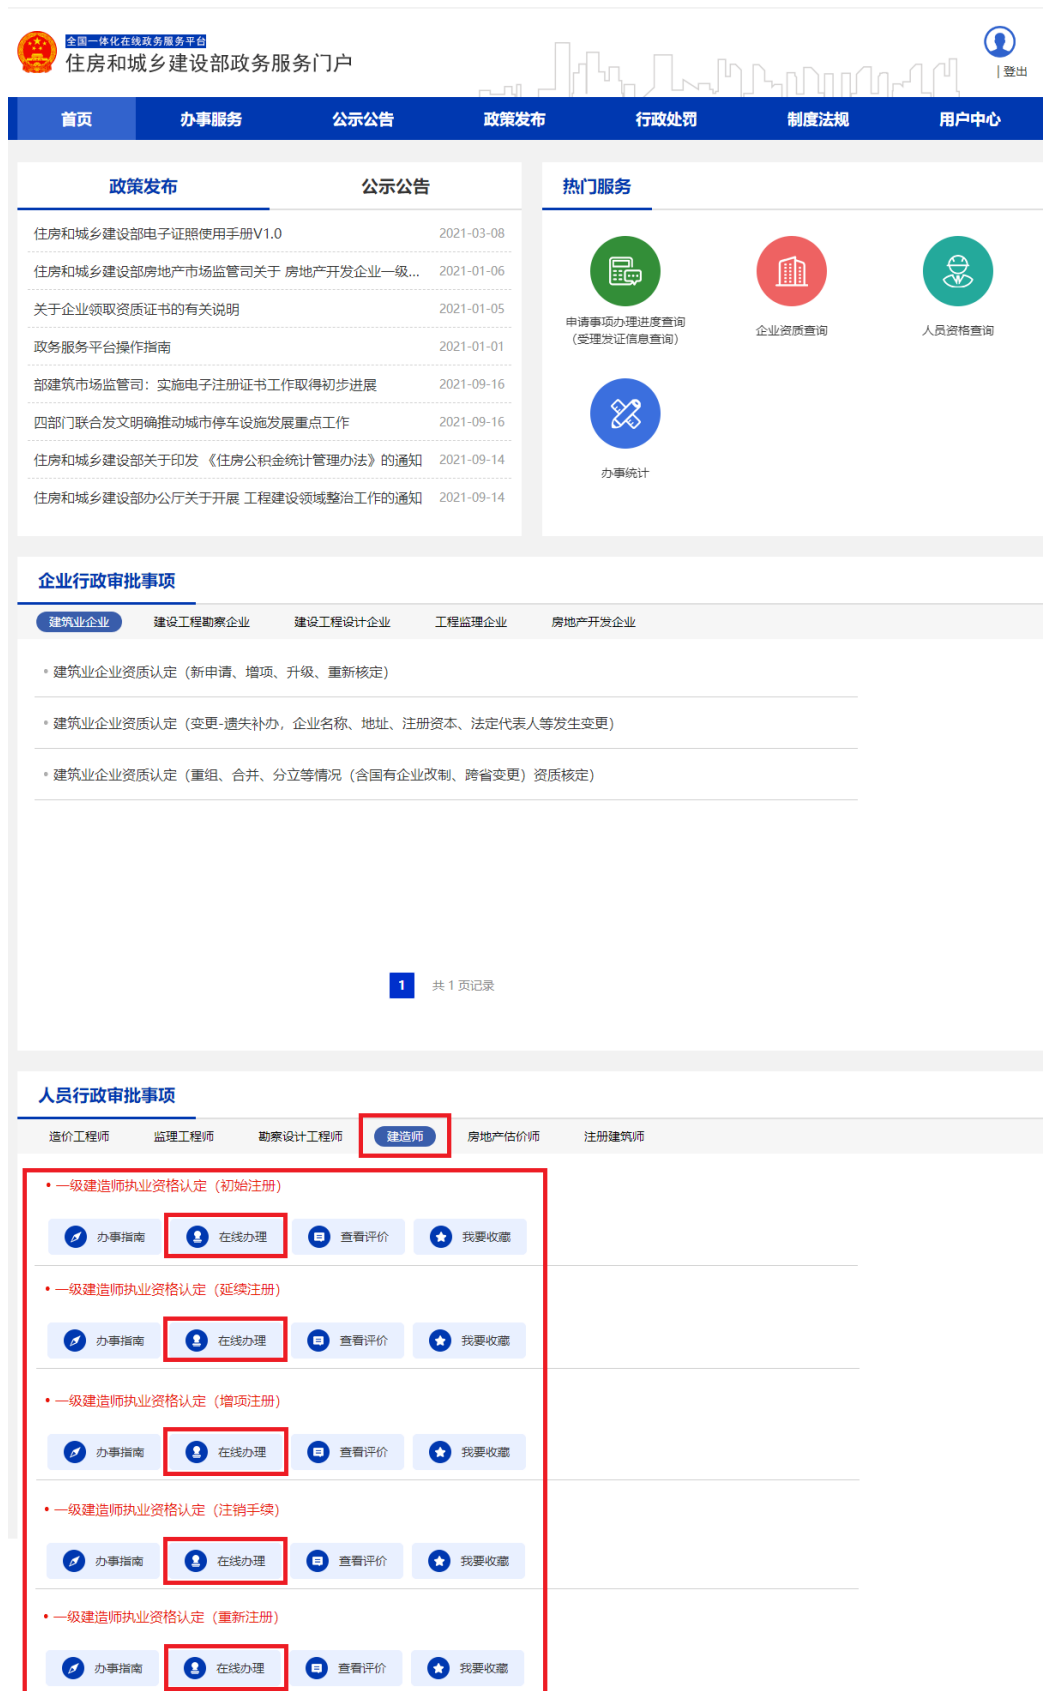 全国一体化在线政务服务平台
住房和城乡建设部政务服务门户
| 登出
首页 办事服务 公示公告 政策发布 行政处罚 制度法规 用户中心
政策发布 公示公告
住房和城乡建设部电子证照使用手册V1.0 2021-03-08
住房和城乡建设部房地产市场监管司关于 房地产开发企业一级... 2021-01-06
关于企业领取资质证书的有关说明 2021-01-05
政务服务平台操作指南 2021-01-01
部建筑市场监管司：实施电子注册证书工作取得初步进展 2021-09-16
四部门联合发文明确推动城市停车设施发展重点工作 2021-09-16
住房和城乡建设部关于印发 《住房公积金统计管理办法》的通知 2021-09-14
住房和城乡建设部办公厅关于开展 工程建设领域整治工作的通知 2021-09-14
热门服务
申请事项办理进度查询
（受理发证信息查询）
企业资质查询
人员资格查询
办事统计
企业行政审批事项
建筑业企业 建设工程勘察企业 建设工程设计企业 工程监理企业 房地产开发企业
• 建筑业企业资质认定（新申请、增项、升级、重新核定）
• 建筑业企业资质认定（变更-遗失补办，企业名称、地址、注册资本、法定代表人等发生变更）
• 建筑业企业资质认定（重组、合并、分立等情况（含国有企业改制、跨省变更）资质核定）
1 共 1 页记录
人员行政审批事项
造价工程师 监理工程师 勘察设计工程师 建造师 房地产估价师 注册建筑师
• 一级建造师执业资格认定（初始注册）
办事指南 在线办理 查看评价 我要收藏
• 一级建造师执业资格认定（延续注册）
办事指南 在线办理 查看评价 我要收藏
• 一级建造师执业资格认定（增项注册）
办事指南 在线办理 查看评价 我要收藏
• 一级建造师执业资格认定（注销手续）
办事指南 在线办理 查看评价 我要收藏
• 一级建造师执业资格认定（重新注册）
办事指南 在线办理 查看评价 我要收藏